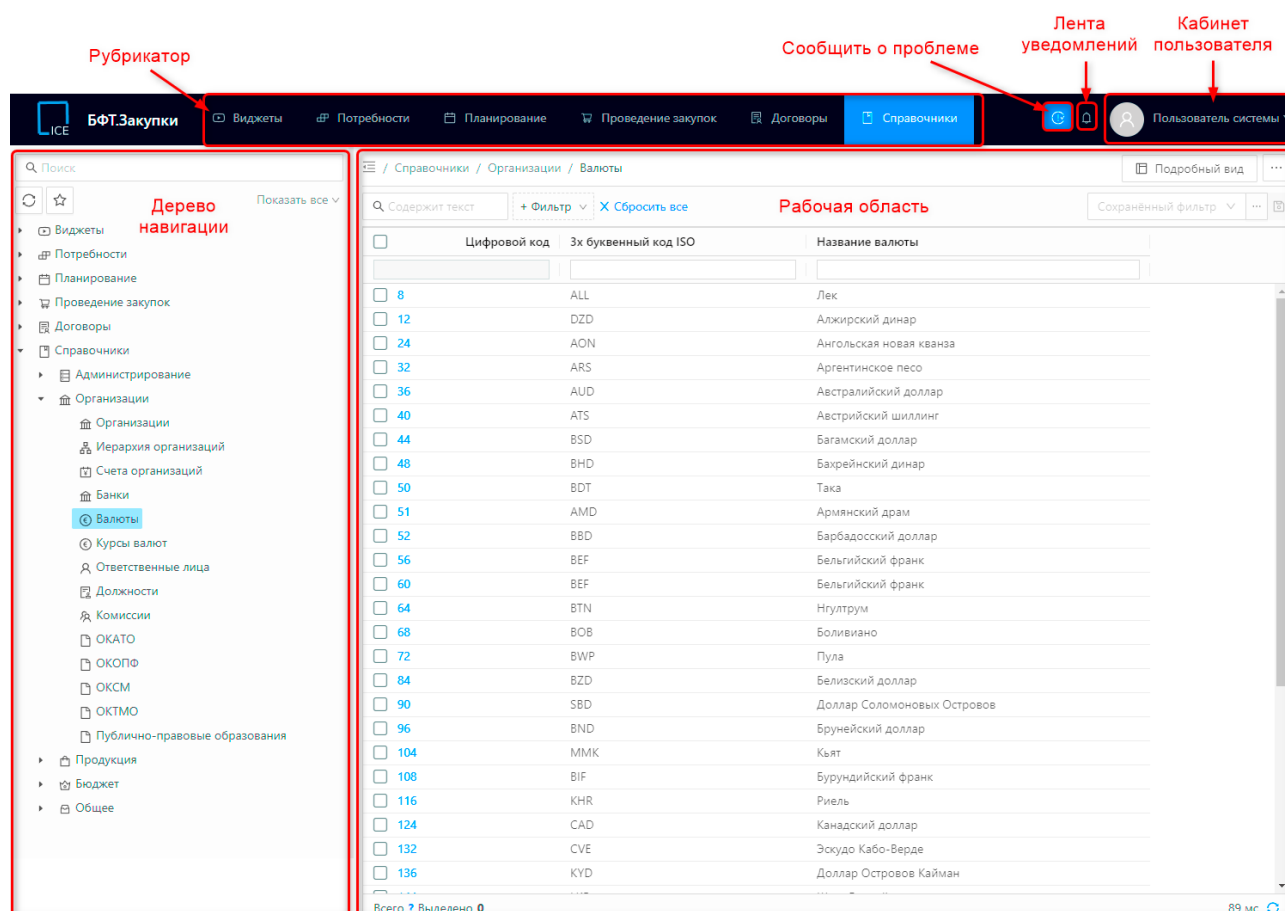 Лента уведомлений
Кабинет пользователя
Сообщить о проблеме
Рубрикатор
ICE
БФТ.Закупки
Виджеты
Потребности
Планирование
Проведение закупок
Договоры
Справочники
Пользователь системы
Поиск
Показать все
Дерево навигации
Виджеты
Потребности
Планирование
Проведение закупок
Договоры
Справочники
Администрирование
Организации
Организации
Иерархия организаций
Счета организаций
Банки
Валюты
Курсы валют
Ответственные лица
Должности
Комиссии
ОКАТО
ОКОПФ
ОКСМ
ОКТМО
Публично-правовые образования
Продукция
Бюджет
Общее
/ Справочники / Организации / Валюты
Подробный вид
...
Содержит текст
+ Фильтр
X Сбросить все
Рабочая область
Сохранённый фильтр
...
Цифровой код 3х буквенный код ISO Название валюты
8 ALL Лек
12 DZD Алжирский динар
24 AON Ангольская новая кванза
32 ARS Аргентинское песо
36 AUD Австралийский доллар
40 ATS Австрийский шиллинг
44 BSD Багамский доллар
48 BHD Бахрейнский динар
50 BDT Така
51 AMD Армянский драм
52 BBD Барбадосский доллар
56 BEF Бельгийский франк
60 BEF Бельгийский франк
64 BTN Нгултрум
68 BOB Боливиано
72 BWP Пула
84 BZD Белизский доллар
90 SBD Доллар Соломоновых Островов
96 BND Брунейский доллар
104 MMK Кьят
108 BIF Бурундийский франк
116 KHR Риель
124 CAD Канадский доллар
132 CVE Эскудо Кабо-Верде
136 KYD Доллар Островов Кайман
Всего ? Выделено 0
89 мс